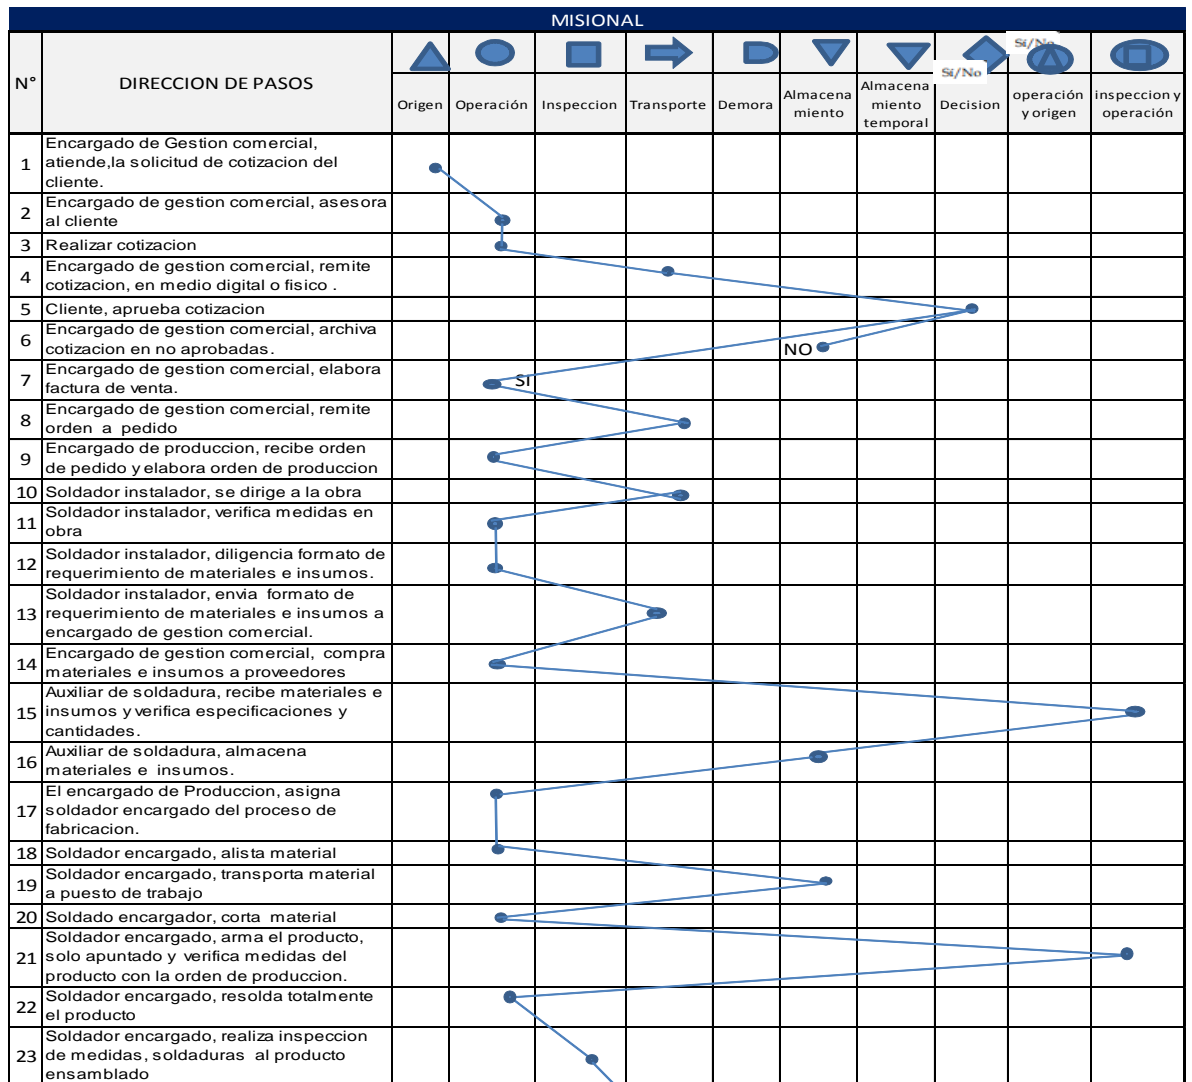 MISIONAL
N°
DIRECCION DE PASOS
Sí/No
Sí/No
Origen
Operación
Inspeccion
Transporte
Demora
Almacena
miento
Almacena
miento
temporal
Decision
operación
y origen
inspeccion y
operación
1
Encargado de Gestion comercial,
atiende,la solicitud de cotizacion del
cliente.
2
Encargado de gestion comercial, asesora
al cliente
3
Realizar cotizacion
4
Encargado de gestion comercial, remite
cotizacion, en medio digital o fisico .
5
Cliente, aprueba cotizacion
6
Encargado de gestion comercial, archiva
cotizacion en no aprobadas.
NO
7
Encargado de gestion comercial, elabora
factura de venta.
SI
8
Encargado de gestion comercial, remite
orden a pedido
9
Encargado de produccion, recibe orden
de pedido y elabora orden de produccion
10
Soldador instalador, se dirige a la obra
11
Soldador instalador, verifica medidas en
obra
12
Soldador instalador, diligencia formato de
requerimiento de materiales e insumos.
13
Soldador instalador, envia formato de
requerimiento de materiales e insumos a
encargado de gestion comercial.
14
Encargado de gestion comercial, compra
materiales e insumos a proveedores
15
Auxiliar de soldadura, recibe materiales e
insumos y verifica especificaciones y
cantidades.
16
Auxiliar de soldadura, almacena
materiales e insumos.
17
El encargado de Produccion, asigna
soldador encargado del proceso de
fabricacion.
18
Soldador encargado, alista material
19
Soldador encargado, transporta material
a puesto de trabajo
20
Soldado encargador, corta material
21
Soldador encargado, arma el producto,
solo apuntado y verifica medidas del
producto con la orden de produccion.
22
Soldador encargado, resolda totalmente
el producto
23
Soldador encargado, realiza inspeccion
de medidas, soldaduras al producto
ensamblado